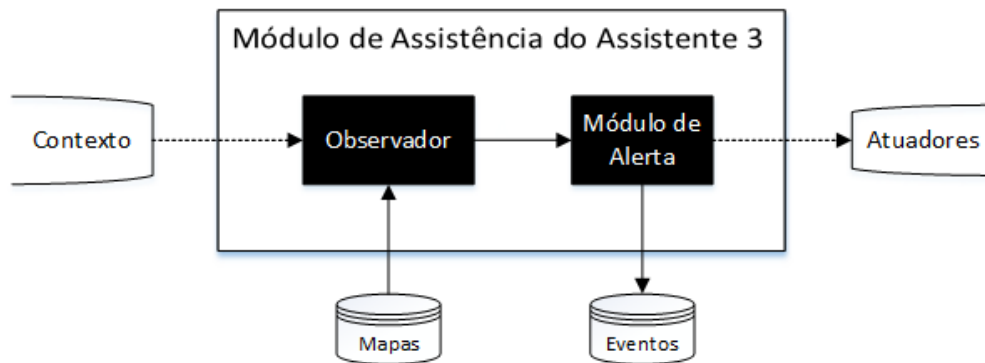 Módulo de Assistência do Assistente 3
Contexto
Observador
Módulo de
Alerta
Atuadores
Mapas
Eventos